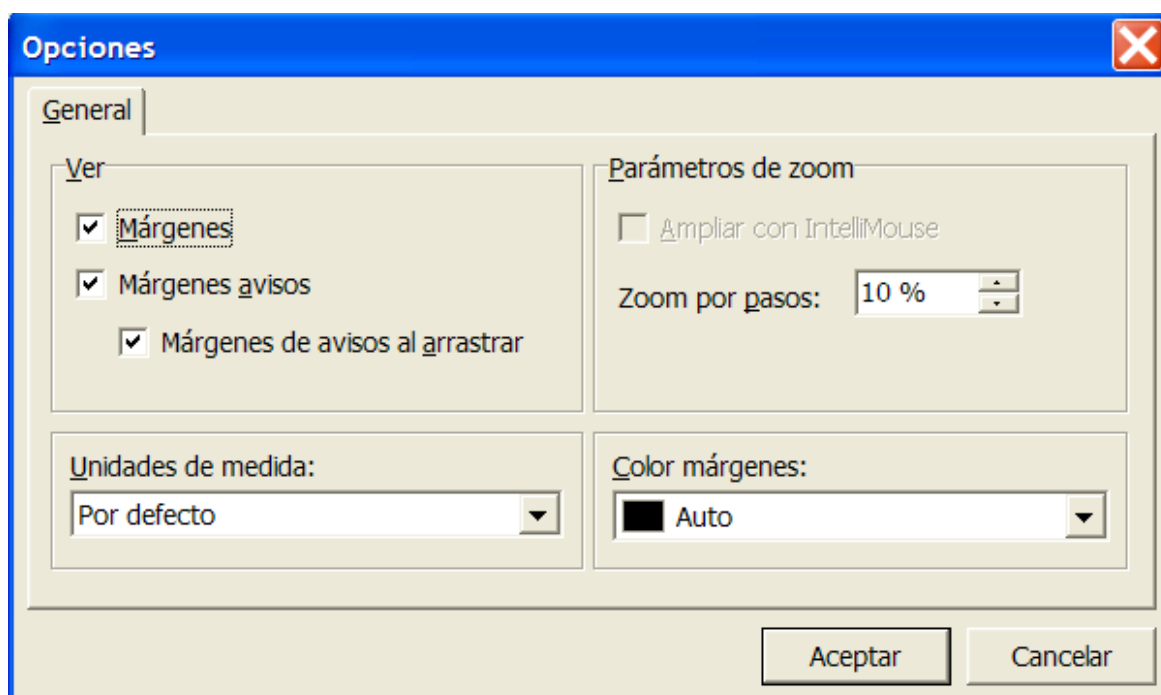 Opciones
General
Ver
Márgenes
Márgenes avisos
Márgenes de avisos al arrastrar
Parámetros de zoom
Ampliar con IntelliMouse
Zoom por pasos: 10 %
Unidades de medida:
Por defecto
Color márgenes:
Auto
Aceptar Cancelar